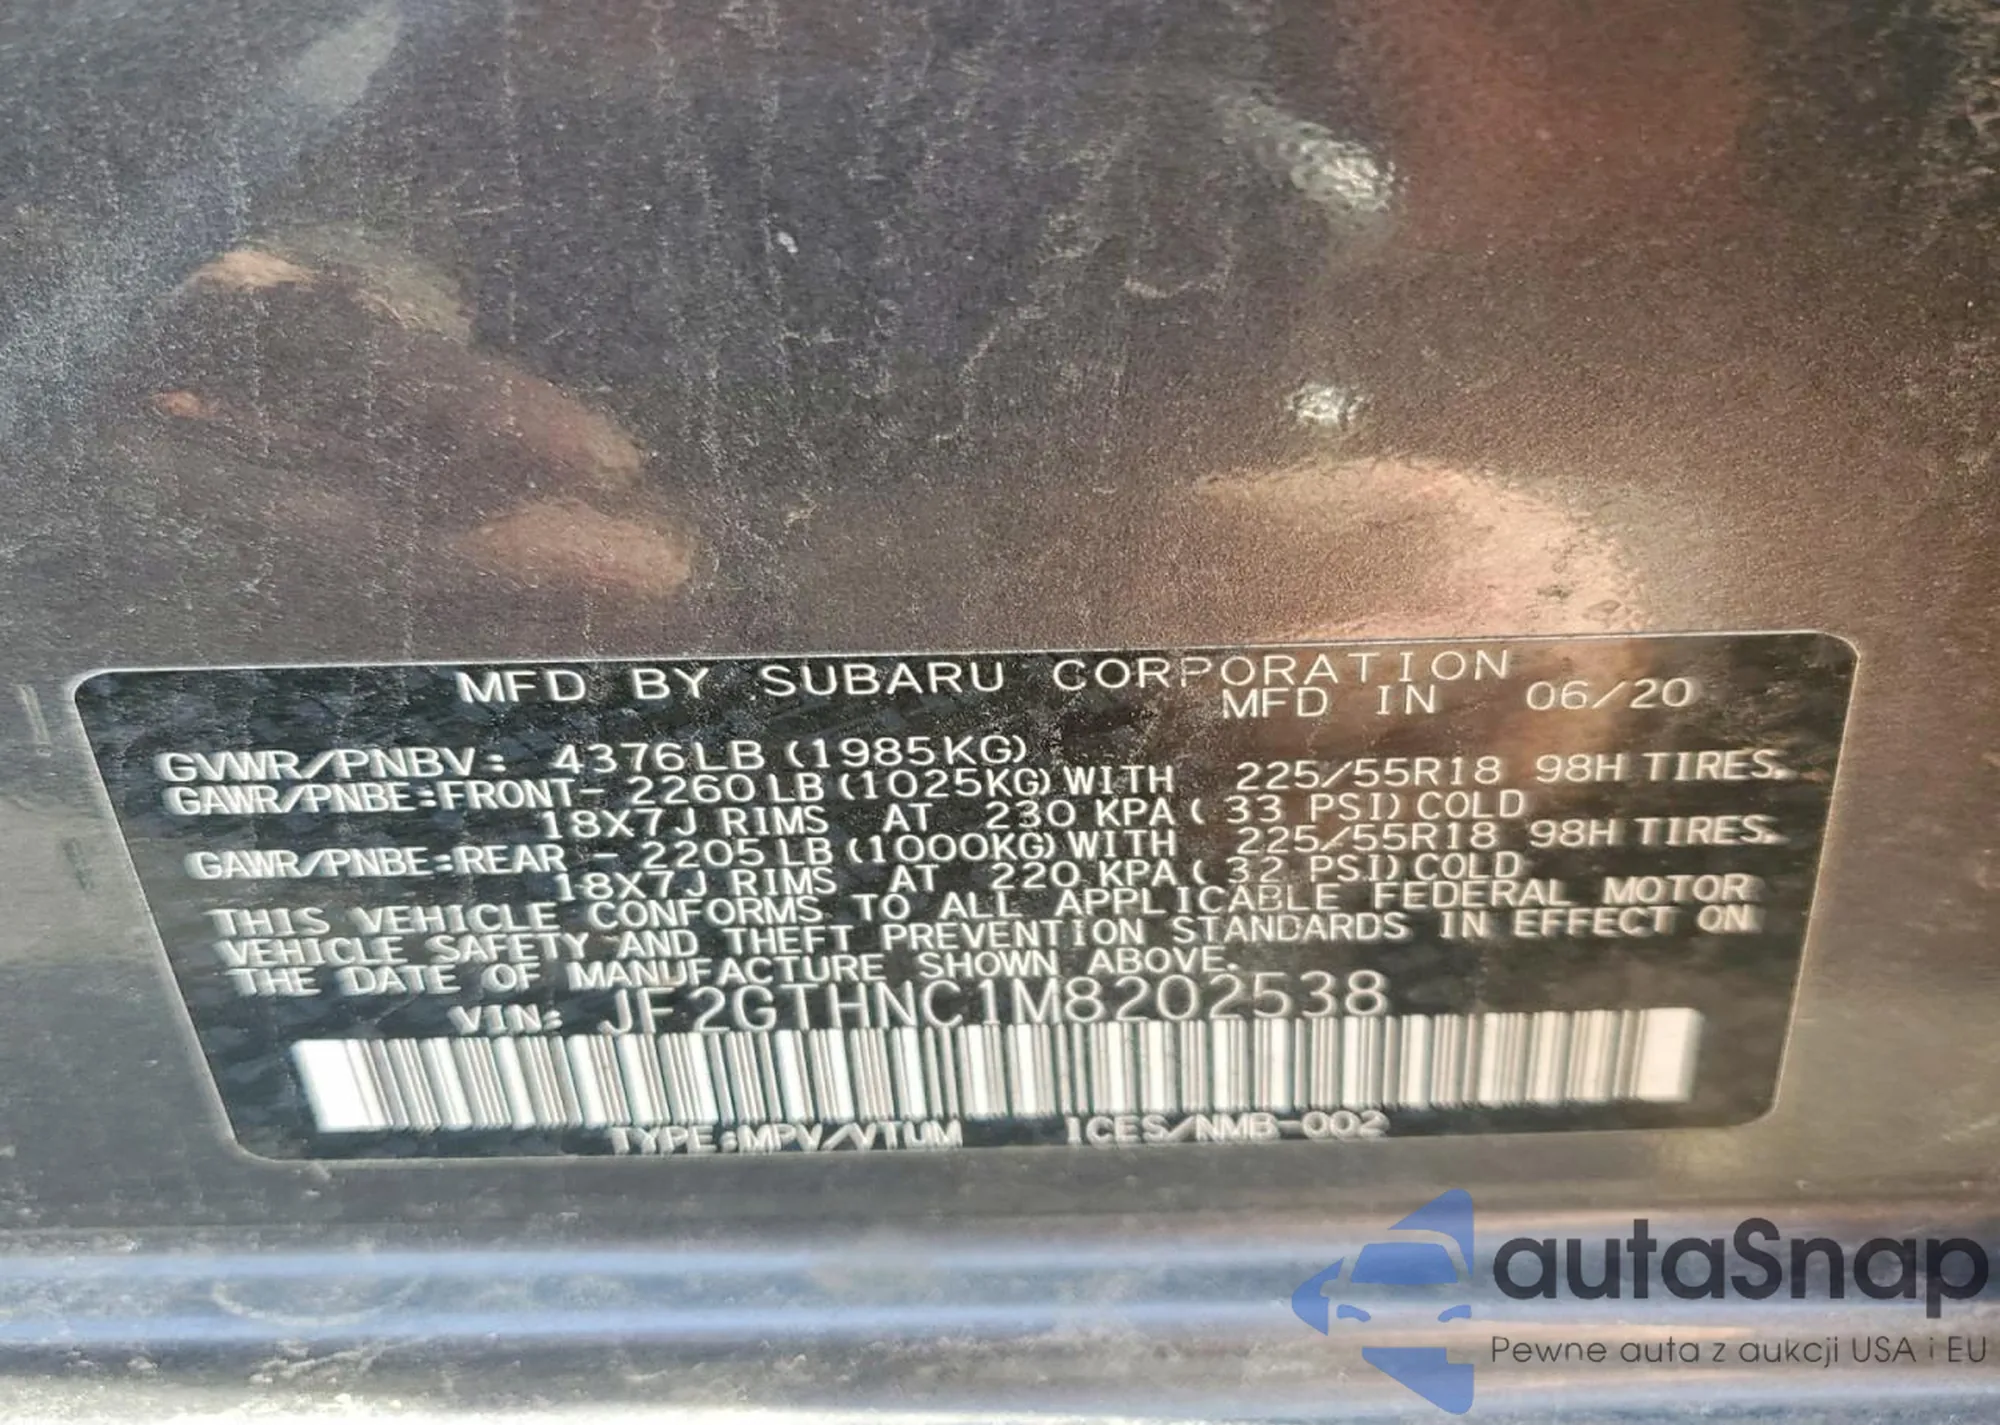 MFD BY SUBARU CORPORATION
MFD IN 06/20
GVWR/PNBV: 4376LB (1985KG)
GAWR/PNBE:FRONT- 2260LB (1025KG) WITH 225/55R18 98H TIRES.
18X7J RIMS AT 230 KPA ( 33 PSI) COLD
GAWR/PNBE:REAR - 2205LB (1000KG) WITH 225/55R18 98H TIRES.
18X7J RIMS AT 220 KPA ( 32 PSI) COLD
THIS VEHICLE CONFORMS TO ALL APPLICABLE FEDERAL MOTOR
VEHICLE SAFETY AND THEFT PREVENTION STANDARDS IN EFFECT ON
THE DATE OF MANUFACTURE SHOWN ABOVE.
VIN: JF2GTHNC1M8202538
TYPE:MPV/VTUM ICES/NMB-002
autaSnap
Pewne auta z aukcji USA i EU